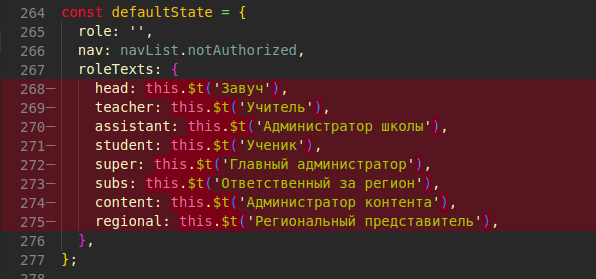 264 const defaultState = {
265 role: '',
266 nav: navList.notAuthorized,
267 roleTexts: {
268— head: this.$t('Завуч'),
269— teacher: this.$t('Учитель'),
270— assistant: this.$t('Администратор школы'),
271— student: this.$t('Ученик'),
272— super: this.$t('Главный администратор'),
273— subs: this.$t('Ответственный за регион'),
274— content: this.$t('Администратор контента'),
275— regional: this.$t('Региональный представитель'),
276 },
277 };
278